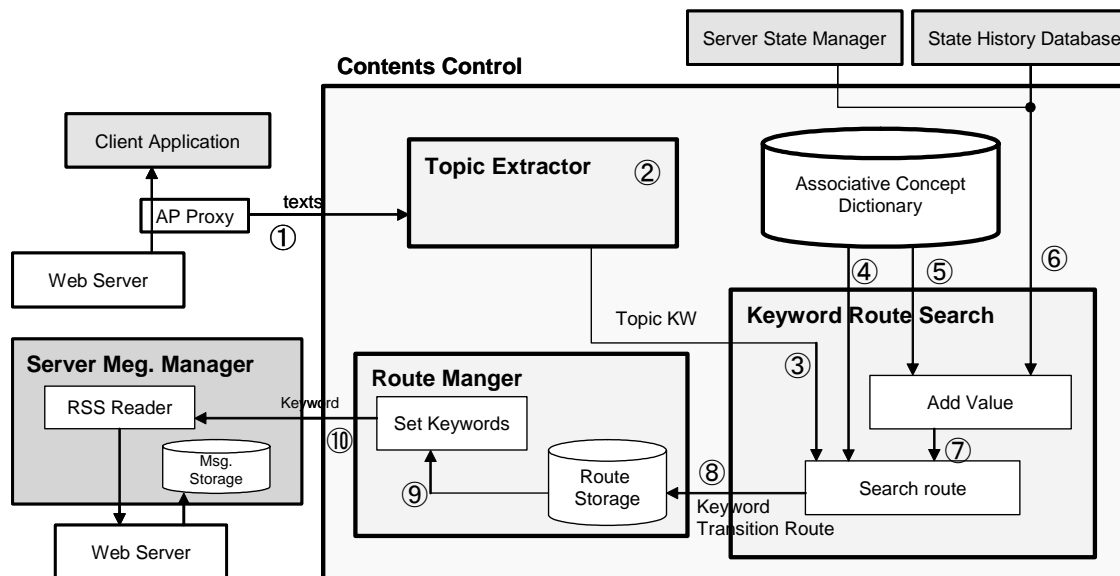 Server State Manager
State History Database
Contents Control
Client Application
Topic Extractor
②
Associative Concept
Dictionary
texts
AP Proxy
①
Web Server
④
⑤
⑥
Topic KW
Keyword Route Search
③
Server Meg. Manager
Route Manger
RSS Reader
Keyword
Set Keywords
Add Value
⑩
Msg.
Storage
⑦
⑨
Route
Storage
⑧
Search route
Keyword
Transition Route
Web Server